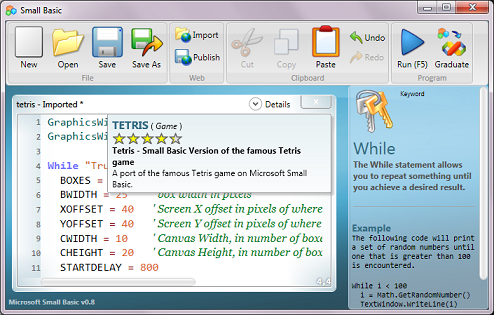 Small Basic
New
Open
Save
Save As
Import
Publish
Cut
Copy
Paste
Undo
Redo
Run (F5)
Graduate
File
Web
Clipboard
Program
tetris - Imported *
Details
x
1 GraphicsWi
2 GraphicsWi
3
4 While "Tru
5 BOXES =
6 BWIDTH = 25 ' box width in pixels
7 XOFFSET = 40 ' Screen X offset in pixels of where
8 YOFFSET = 40 ' Screen Y offset in pixels of where
9 CWIDTH = 10 ' Canvas Width, in number of boxe
10 CHEIGHT = 20 ' Canvas Height, in number of box
11 STARTDELAY = 800
4,4
TETRIS ( Game )
Tetris - Small Basic Version of the famous Tetris
game
A port of the famous Tetris game on Microsoft Small
Basic.
Microsoft Small Basic v0.8
Keyword
While
The While statement allows
you to repeat something until
you achieve a desired result.
Example
The following code will print
a set of random numbers until
one that is greater than 100
is encountered.
While i < 100
i = Math.GetRandomNumber()
TextWindow.WriteLine(i)